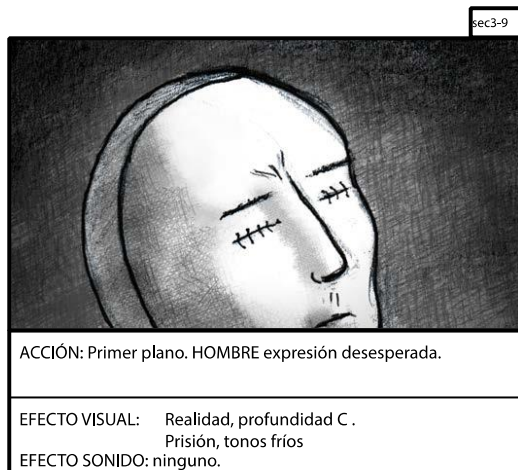 sec3-9
ACCIÓN: Primer plano. HOMBRE expresión desesperada.
EFECTO VISUAL: Realidad, profundidad C .
Prisión, tonos fríos
EFECTO SONIDO: ninguno.